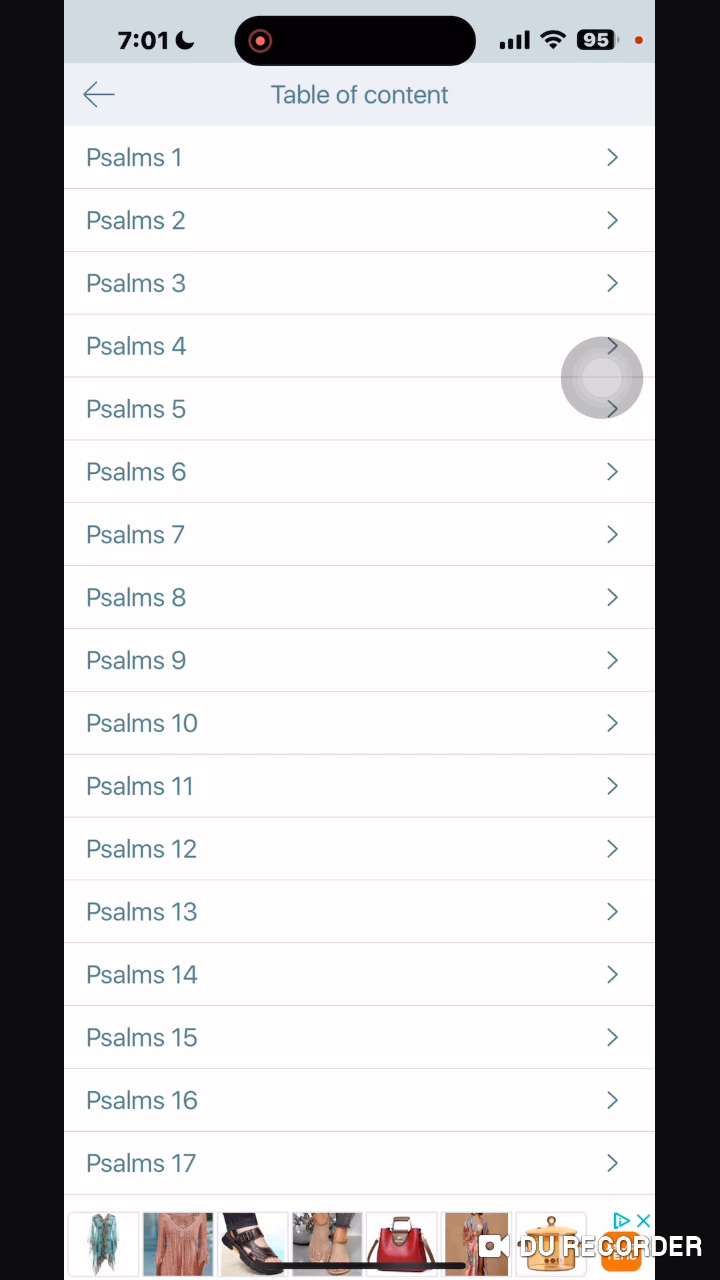 7:01
95
Table of content
Psalms 1
Psalms 2
Psalms 3
Psalms 4
Psalms 5
Psalms 6
Psalms 7
Psalms 8
Psalms 9
Psalms 10
Psalms 11
Psalms 12
Psalms 13
Psalms 14
Psalms 15
Psalms 16
Psalms 17
DU RECORDER